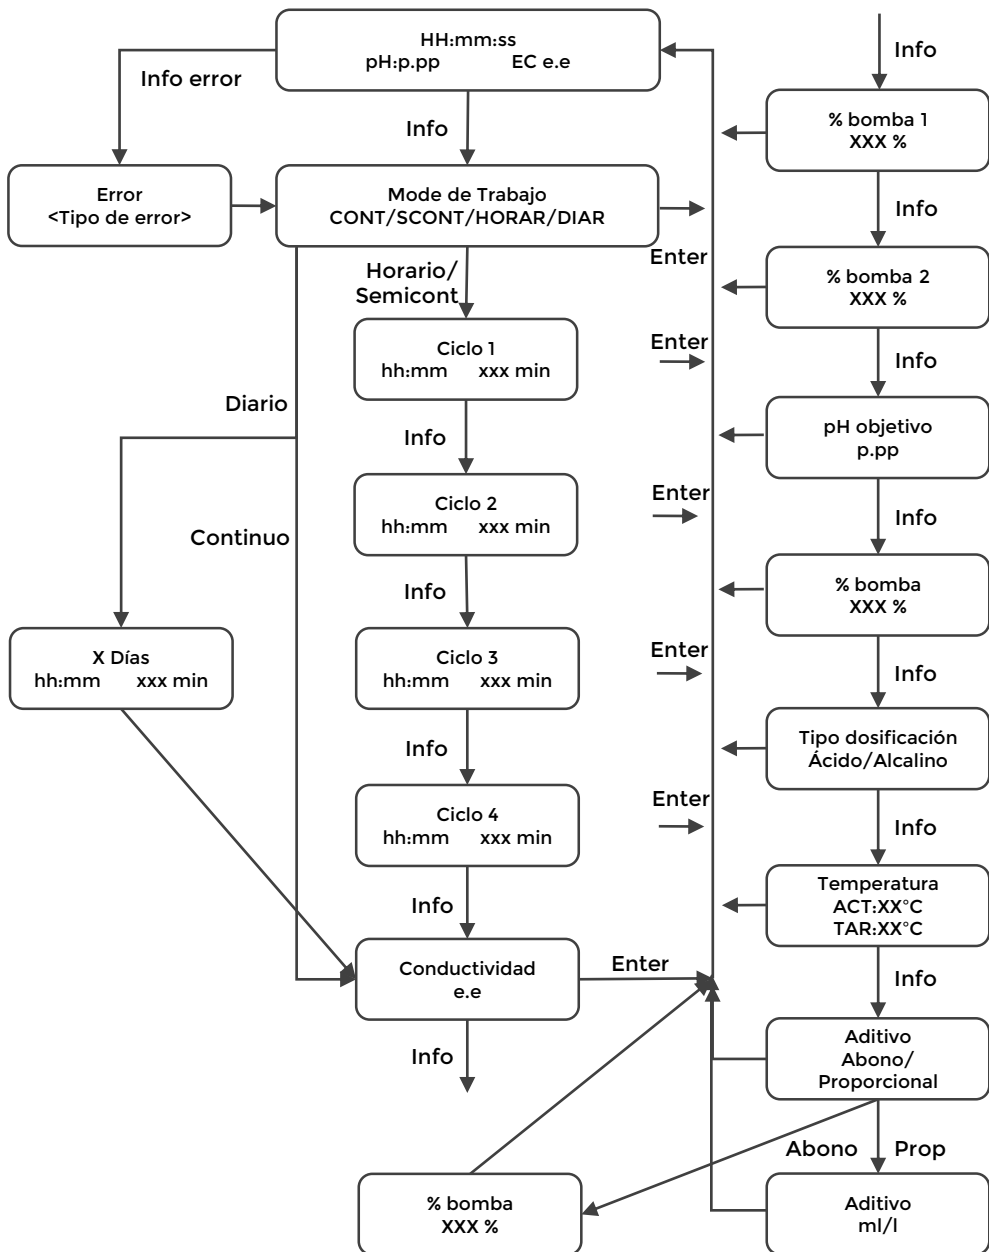 HH:mm:ss
pH:p.pp EC e.e
Info error
Info
Error
<Tipo de error>
Mode de Trabajo
CONT/SCONT/HORAR/DIAR
Enter
Horario/
Semicont
Ciclo 1
hh:mm xxx min
Enter
Diario
Info
Ciclo 2
hh:mm xxx min
Enter
Continuo
Info
X Días
hh:mm xxx min
Ciclo 3
hh:mm xxx min
Enter
Info
Ciclo 4
hh:mm xxx min
Enter
Info
Conductividad
e.e
Enter
Info
Info
% bomba 1
XXX %
Info
% bomba 2
XXX %
Info
pH objetivo
p.pp
Info
% bomba
XXX %
Info
Tipo dosificación
Ácido/Alcalino
Info
Temperatura
ACT:XX°C
TAR:XX°C
Info
Aditivo
Abono/
Proporcional
Abono Prop
% bomba
XXX %
Aditivo
ml/l